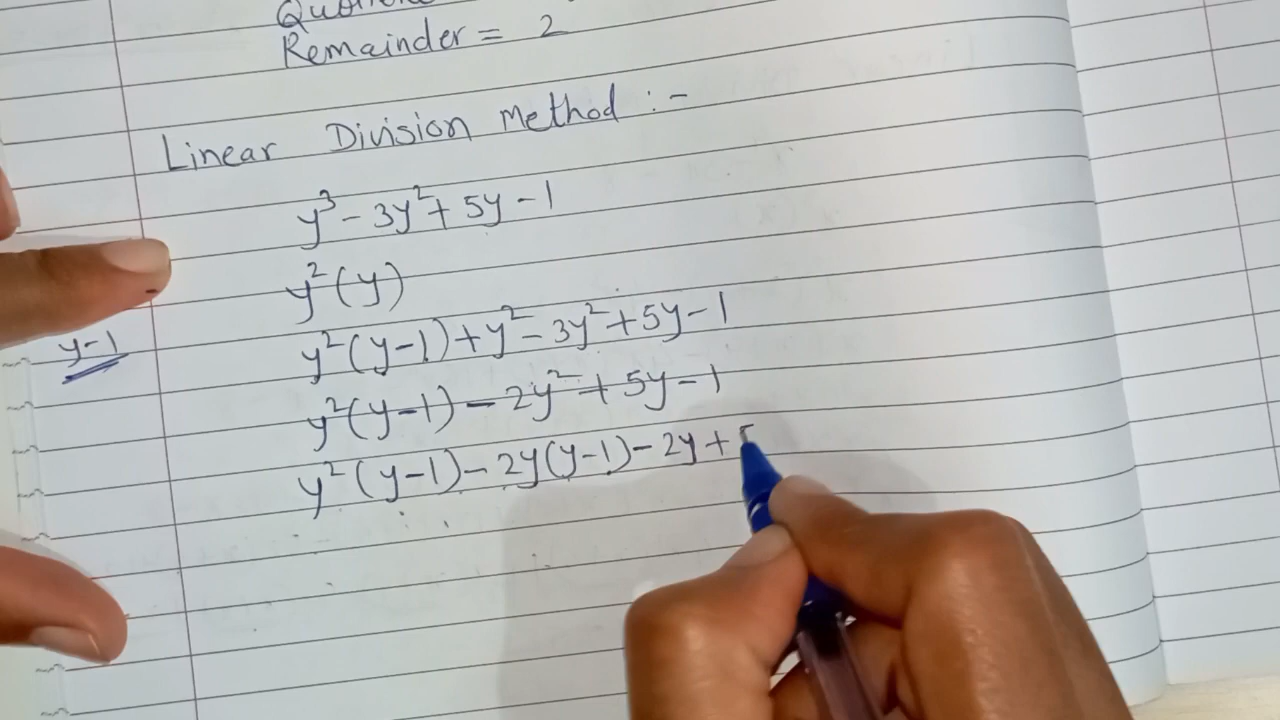 Remainder = 2
Linear Division Method :-
y³ - 3y² + 5y - 1
y² (y)
y² (y-1) + y² - 3y² + 5y - 1
y-1
y² (y-1) - 2y² + 5y - 1
y² (y-1) - 2y (y-1) - 2y +